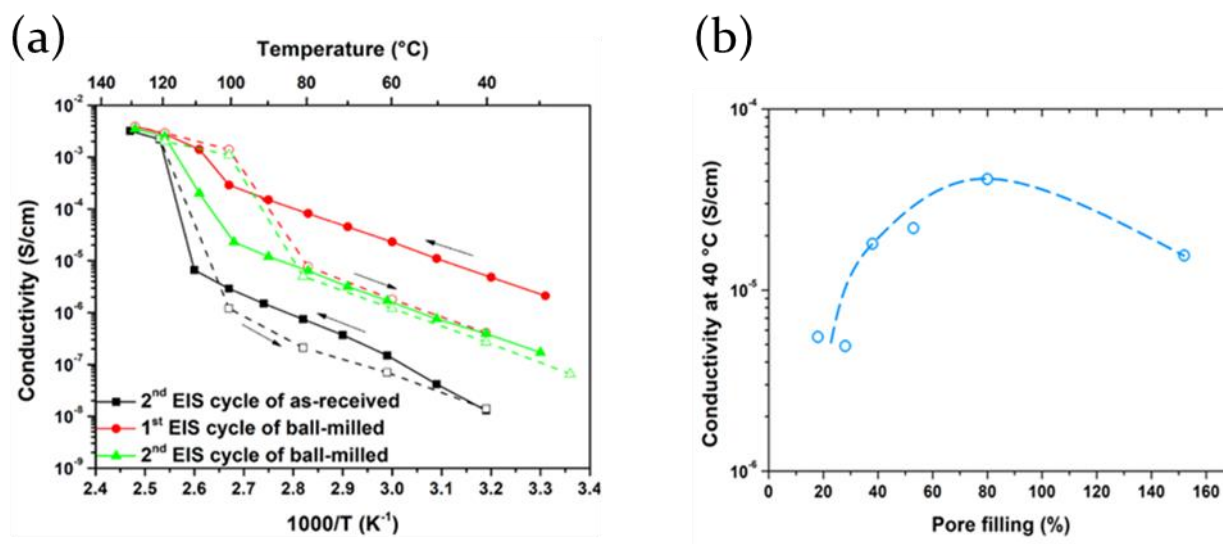 (a)
Temperature (°C)
140 120 100 80 60 40
10⁻²
10⁻³
10⁻⁴
10⁻⁵
10⁻⁶
10⁻⁷
10⁻⁸
10⁻⁹
Conductivity (S/cm)
2ⁿᵈ EIS cycle of as-received
1ˢᵗ EIS cycle of ball-milled
2ⁿᵈ EIS cycle of ball-milled
2.4 2.5 2.6 2.7 2.8 2.9 3.0 3.1 3.2 3.3 3.4
1000/T (K⁻¹)
(b)
10⁻⁴
10⁻⁵
10⁻⁶
Conductivity at 40 °C (S/cm)
0 20 40 60 80 100 120 140 160
Pore filling (%)